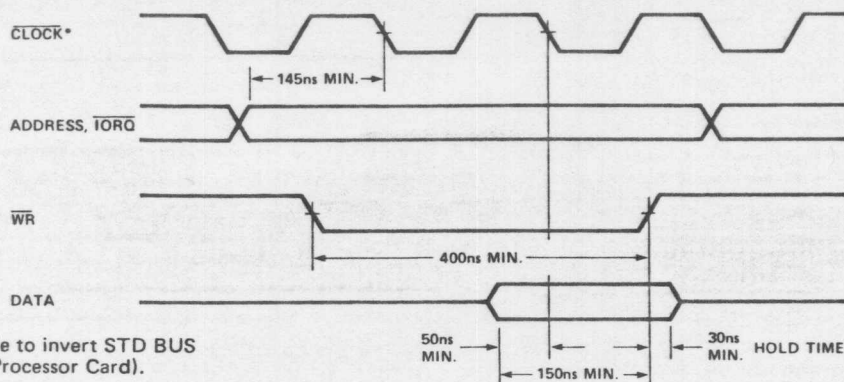 CLOCK*
145ns MIN.
ADDRESS, IORQ
WR
400ns MIN.
DATA
e to invert STD BUS
Processor Card).
50ns
MIN.
150ns MIN.
30ns
MIN.
HOLD TIME